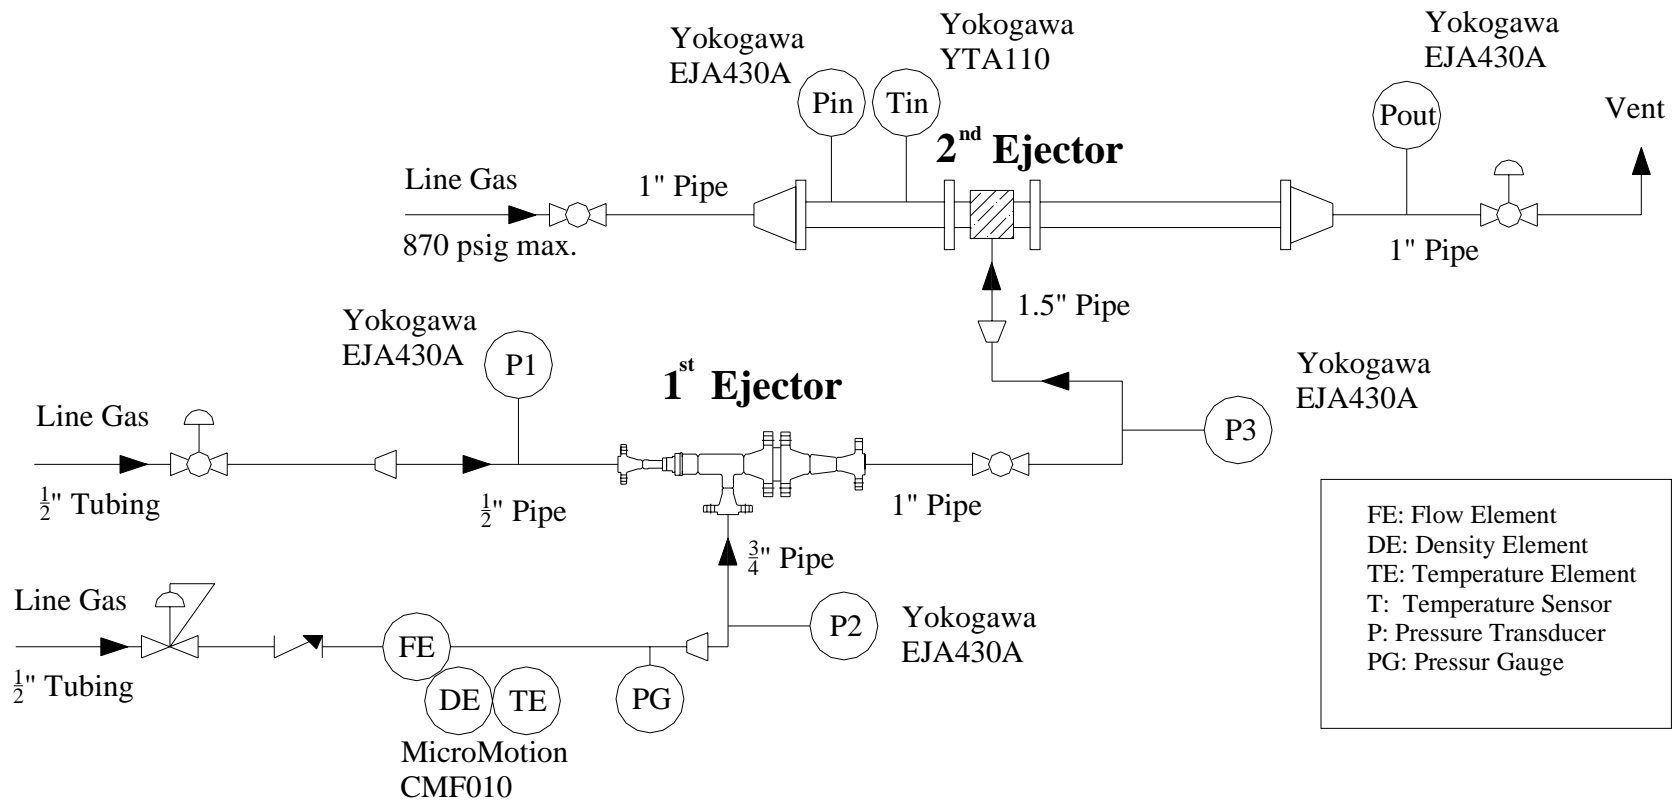 Yokogawa
EJA430A
Yokogawa
YTA110
Yokogawa
EJA430A
Pin
Tin
Pout
Vent
2nd Ejector
Line Gas
1" Pipe
870 psig max.
1" Pipe
1.5" Pipe
Yokogawa
EJA430A
P1
1st Ejector
Yokogawa
EJA430A
P3
Line Gas
½" Tubing
½" Pipe
1" Pipe
¾" Pipe
Line Gas
½" Tubing
FE
DE
TE
PG
P2
Yokogawa
EJA430A
MicroMotion
CMF010
FE: Flow Element
DE: Density Element
TE: Temperature Element
T: Temperature Sensor
P: Pressure Transducer
PG: Pressur Gauge